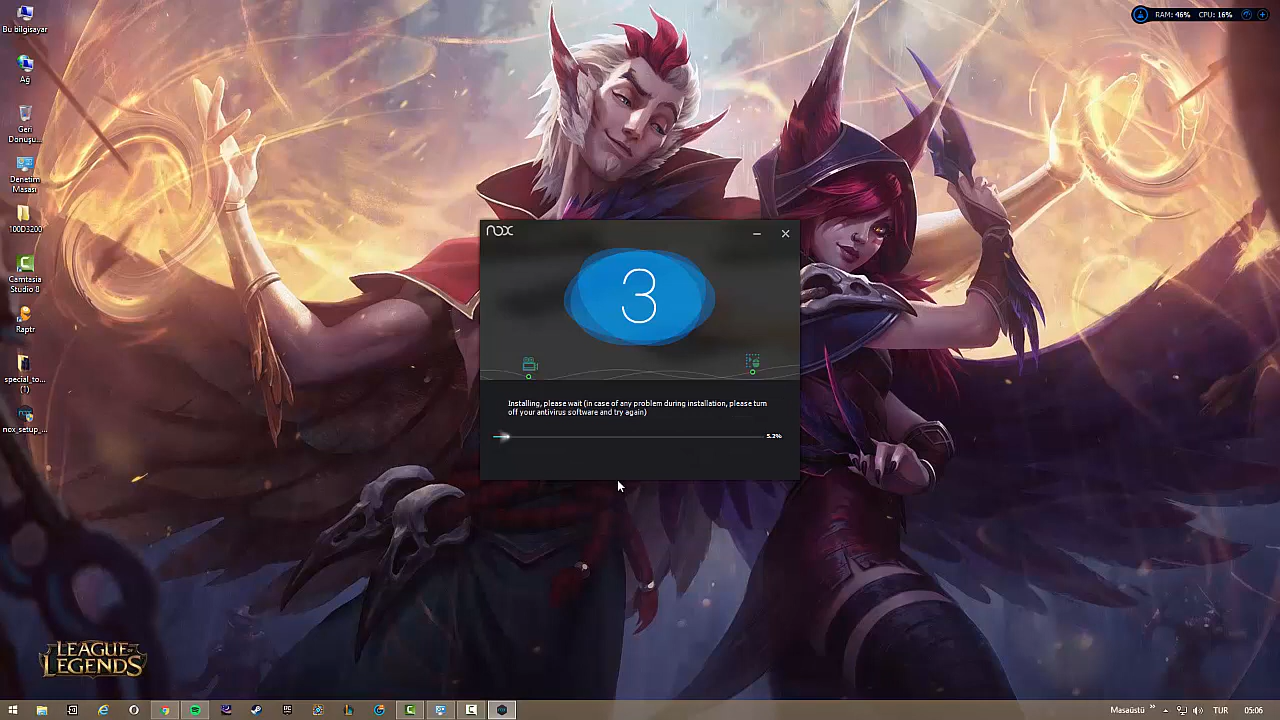 Bu bilgisayar
Ağ
Geri
Dönüşü...
Denetim
Masası
100D3200
Camtasia
Studio 8
Raptr
special_to...
(1)
nox_setup_...
RAM: 46% CPU: 16%
nox
3
Installing, please wait (in case of any problem during installation, please turn
off your antivirus software and try again)
5.2%
LEAGUE OF
LEGENDS
Masaüstü
TUR
05:06